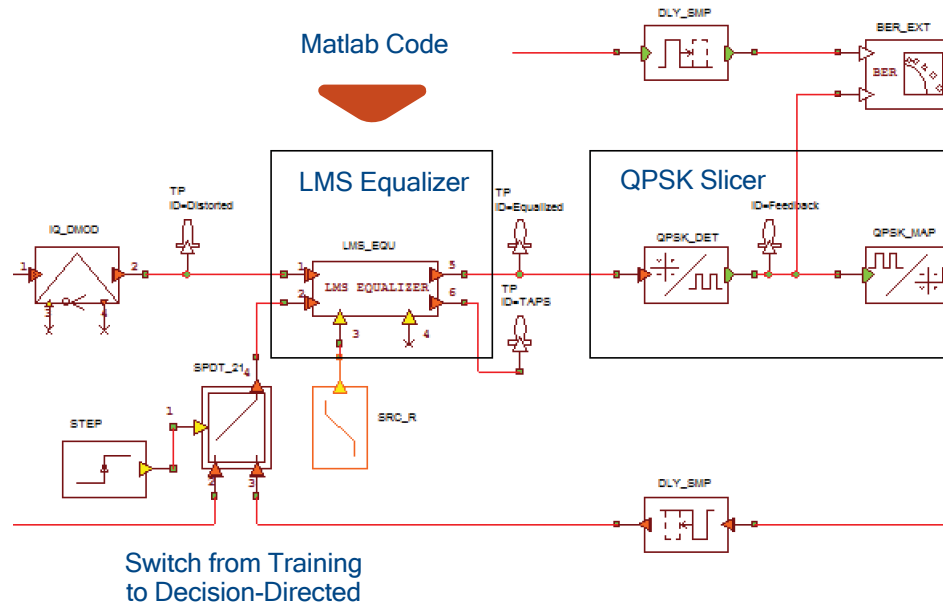 DLY_SMP
BER_EXT
Matlab Code
BER
LMS Equalizer
QPSK Slicer
TP
ID=Distorted
TP
ID=Equalized
TP
ID=Feedback
IQ_DMOD
LMS_EQU
QPSK_DET
QPSK_MAP
1
2
1
5
LMS EQUALIZER
2
6
3
4
3
4
TP
ID=TAPS
SPDT_21
4
SRC_R
STEP
1
2
3
DLY_SMP
Switch from Training
to Decision-Directed